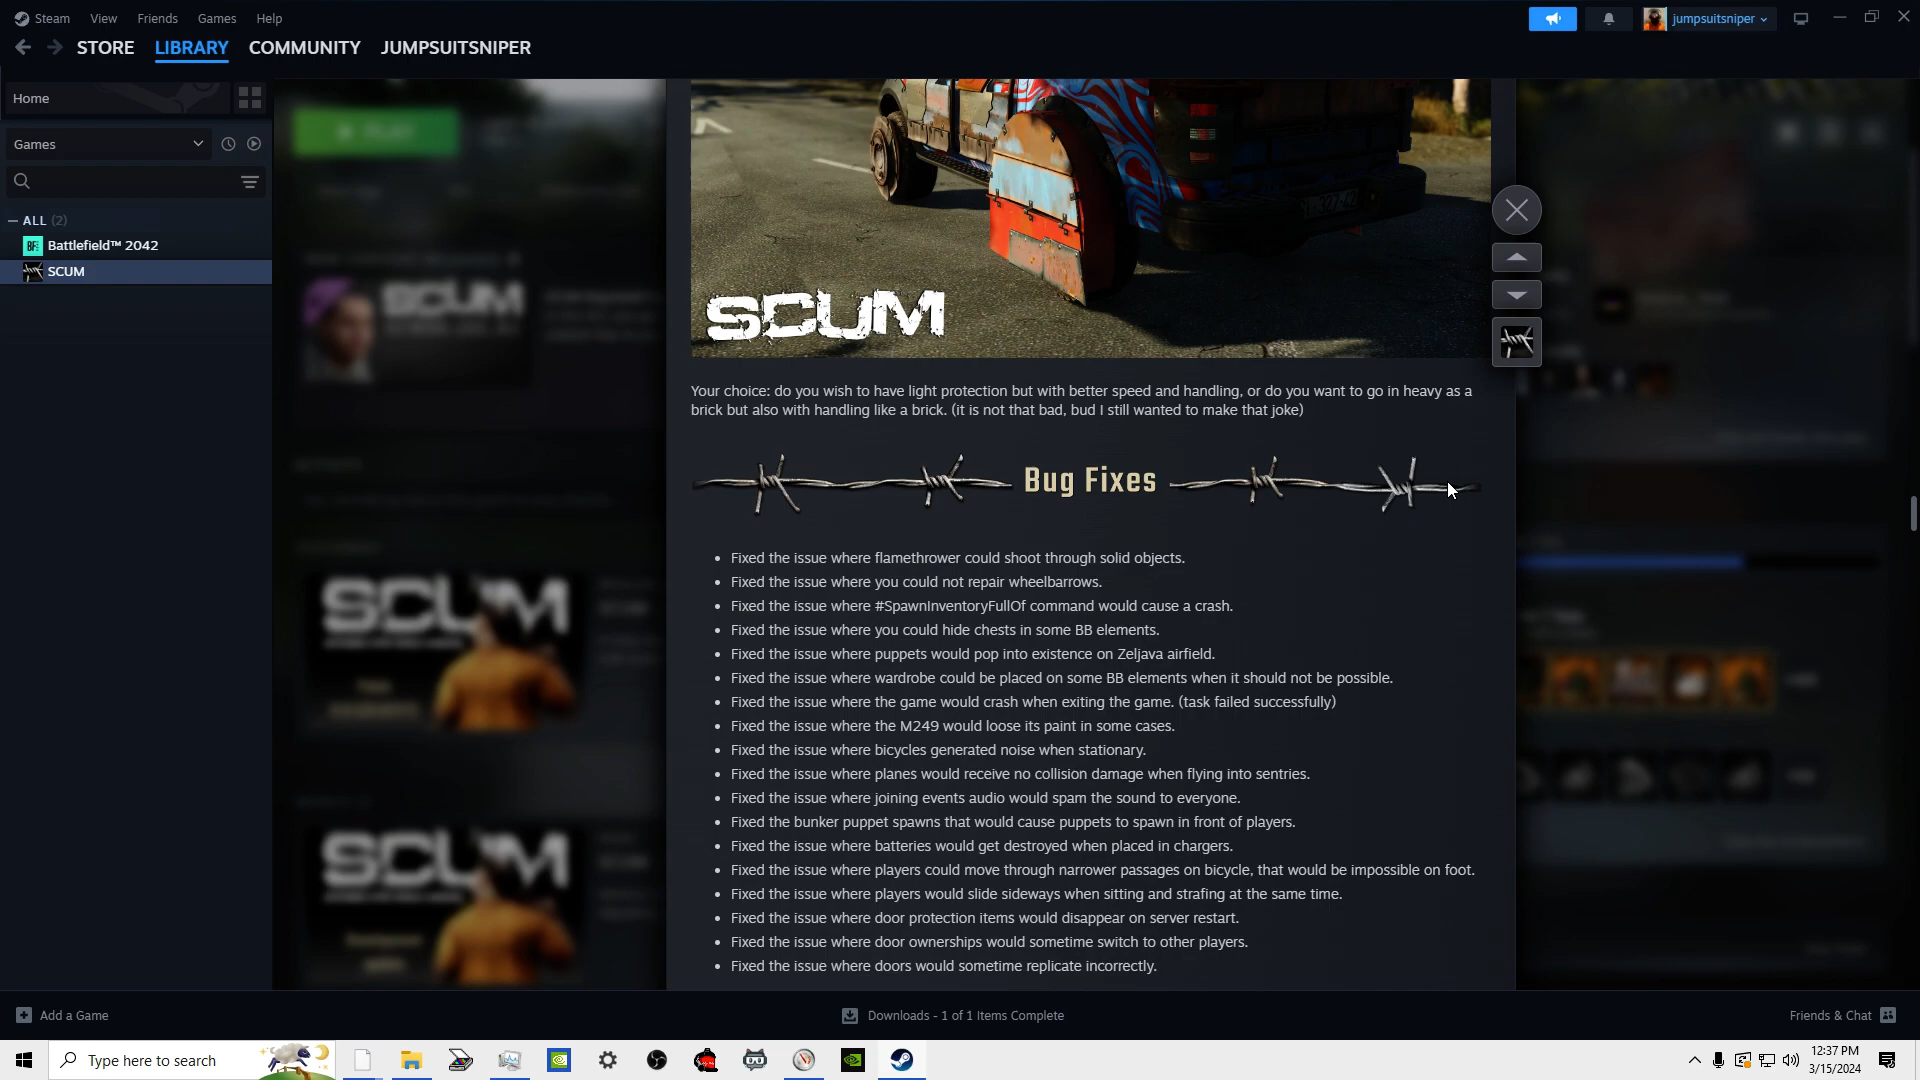 Steam View Friends Games Help
jumpsuitsniper
STORE LIBRARY COMMUNITY JUMPSUITSNIPER
Home
Games
ALL (2)
Battlefield™ 2042
SCUM
PLAY
SCUM
SCUM
SCUM
SCUM
Your choice: do you wish to have light protection but with better speed and handling, or do you want to go in heavy as a
brick but also with handling like a brick. (it is not that bad, bud I still wanted to make that joke)
Bug Fixes
• Fixed the issue where flamethrower could shoot through solid objects.
• Fixed the issue where you could not repair wheelbarrows.
• Fixed the issue where #SpawnInventoryFullOf command would cause a crash.
• Fixed the issue where you could hide chests in some BB elements.
• Fixed the issue where puppets would pop into existence on Zeljava airfield.
• Fixed the issue where wardrobe could be placed on some BB elements when it should not be possible.
• Fixed the issue where the game would crash when exiting the game. (task failed successfully)
• Fixed the issue where the M249 would loose its paint in some cases.
• Fixed the issue where bicycles generated noise when stationary.
• Fixed the issue where planes would receive no collision damage when flying into sentries.
• Fixed the issue where joining events audio would spam the sound to everyone.
• Fixed the bunker puppet spawns that would cause puppets to spawn in front of players.
• Fixed the issue where batteries would get destroyed when placed in chargers.
• Fixed the issue where players could move through narrower passages on bicycle, that would be impossible on foot.
• Fixed the issue where players would slide sideways when sitting and strafing at the same time.
• Fixed the issue where door protection items would disappear on server restart.
• Fixed the issue where door ownerships would sometime switch to other players.
• Fixed the issue where doors would sometime replicate incorrectly.
Add a Game
Downloads - 1 of 1 Items Complete
Friends & Chat
Type here to search
12:37 PM
3/15/2024